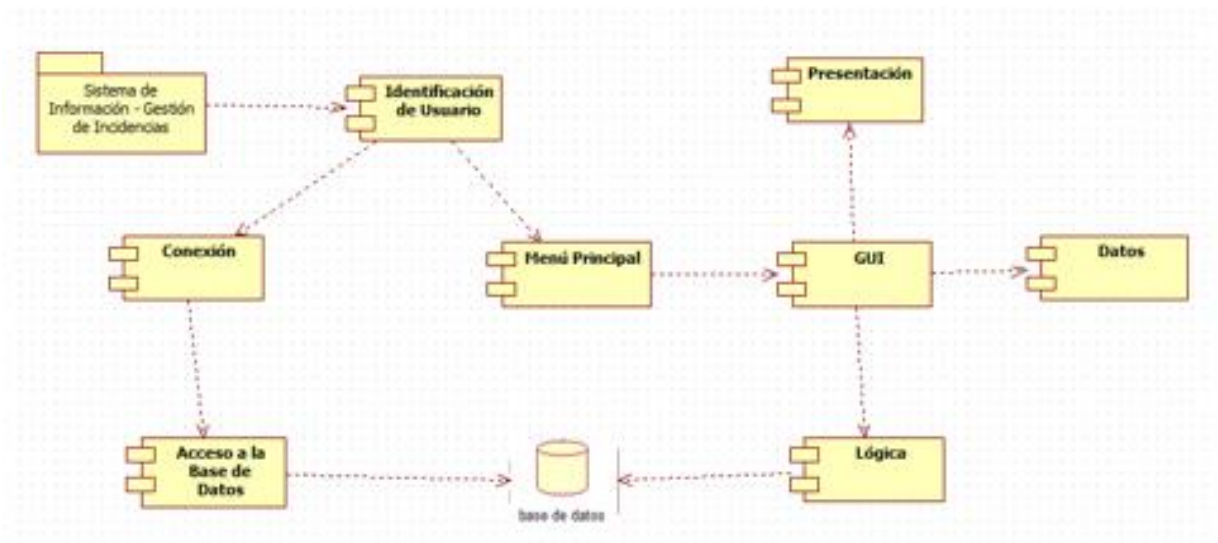 Sistema de
Información - Gestión
de Incidencias
Identificación
de Usuario
Presentación
Conexión
Menú Principal
GUI
Datos
Acceso a la
Base de
Datos
base de datos
Lógica